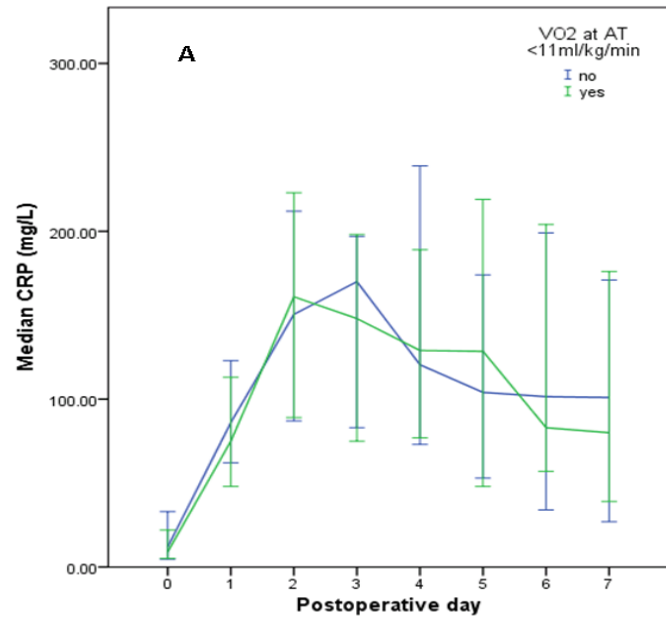 A
VO2 at AT
<11ml/kg/min
no
yes
Median CRP (mg/L)
300.00
200.00
100.00
0.00
0 1 2 3 4 5 6 7
Postoperative day